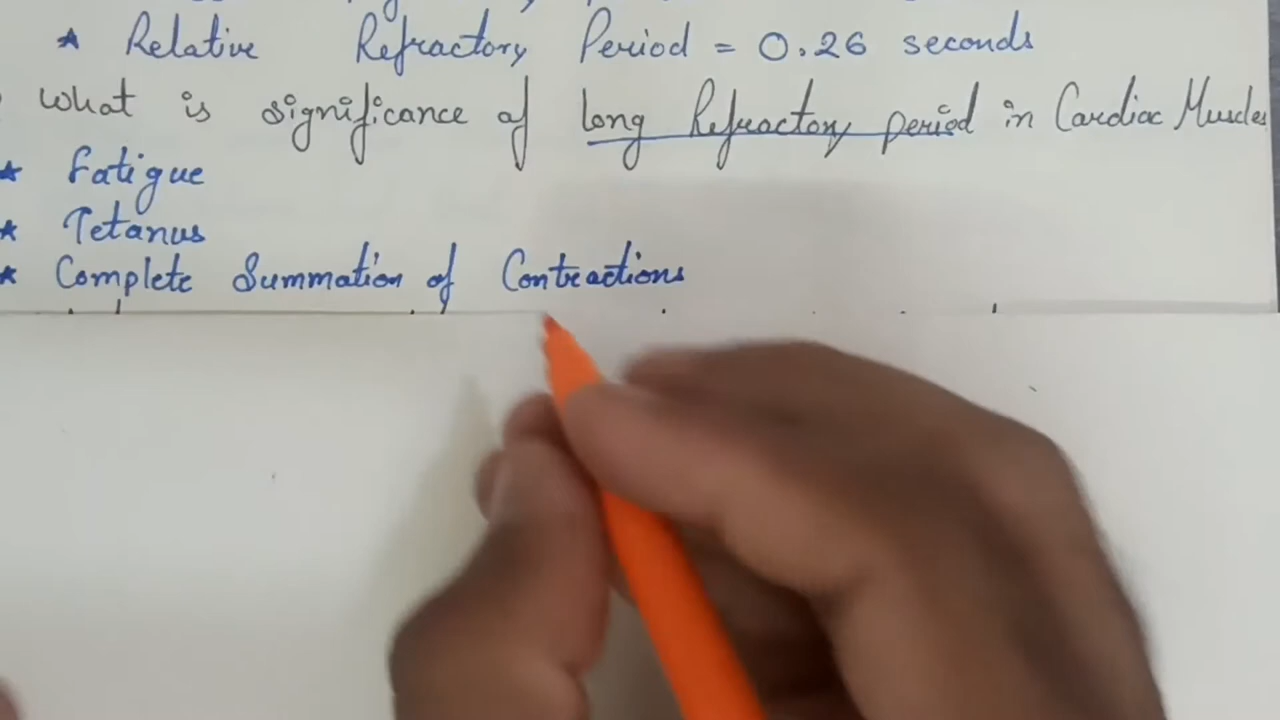 * Relative Refractory Period = 0.26 seconds
What is significance of long Refractory period in Cardiac Muscles
* Fatigue
* Tetanus
* Complete Summation of Contractions